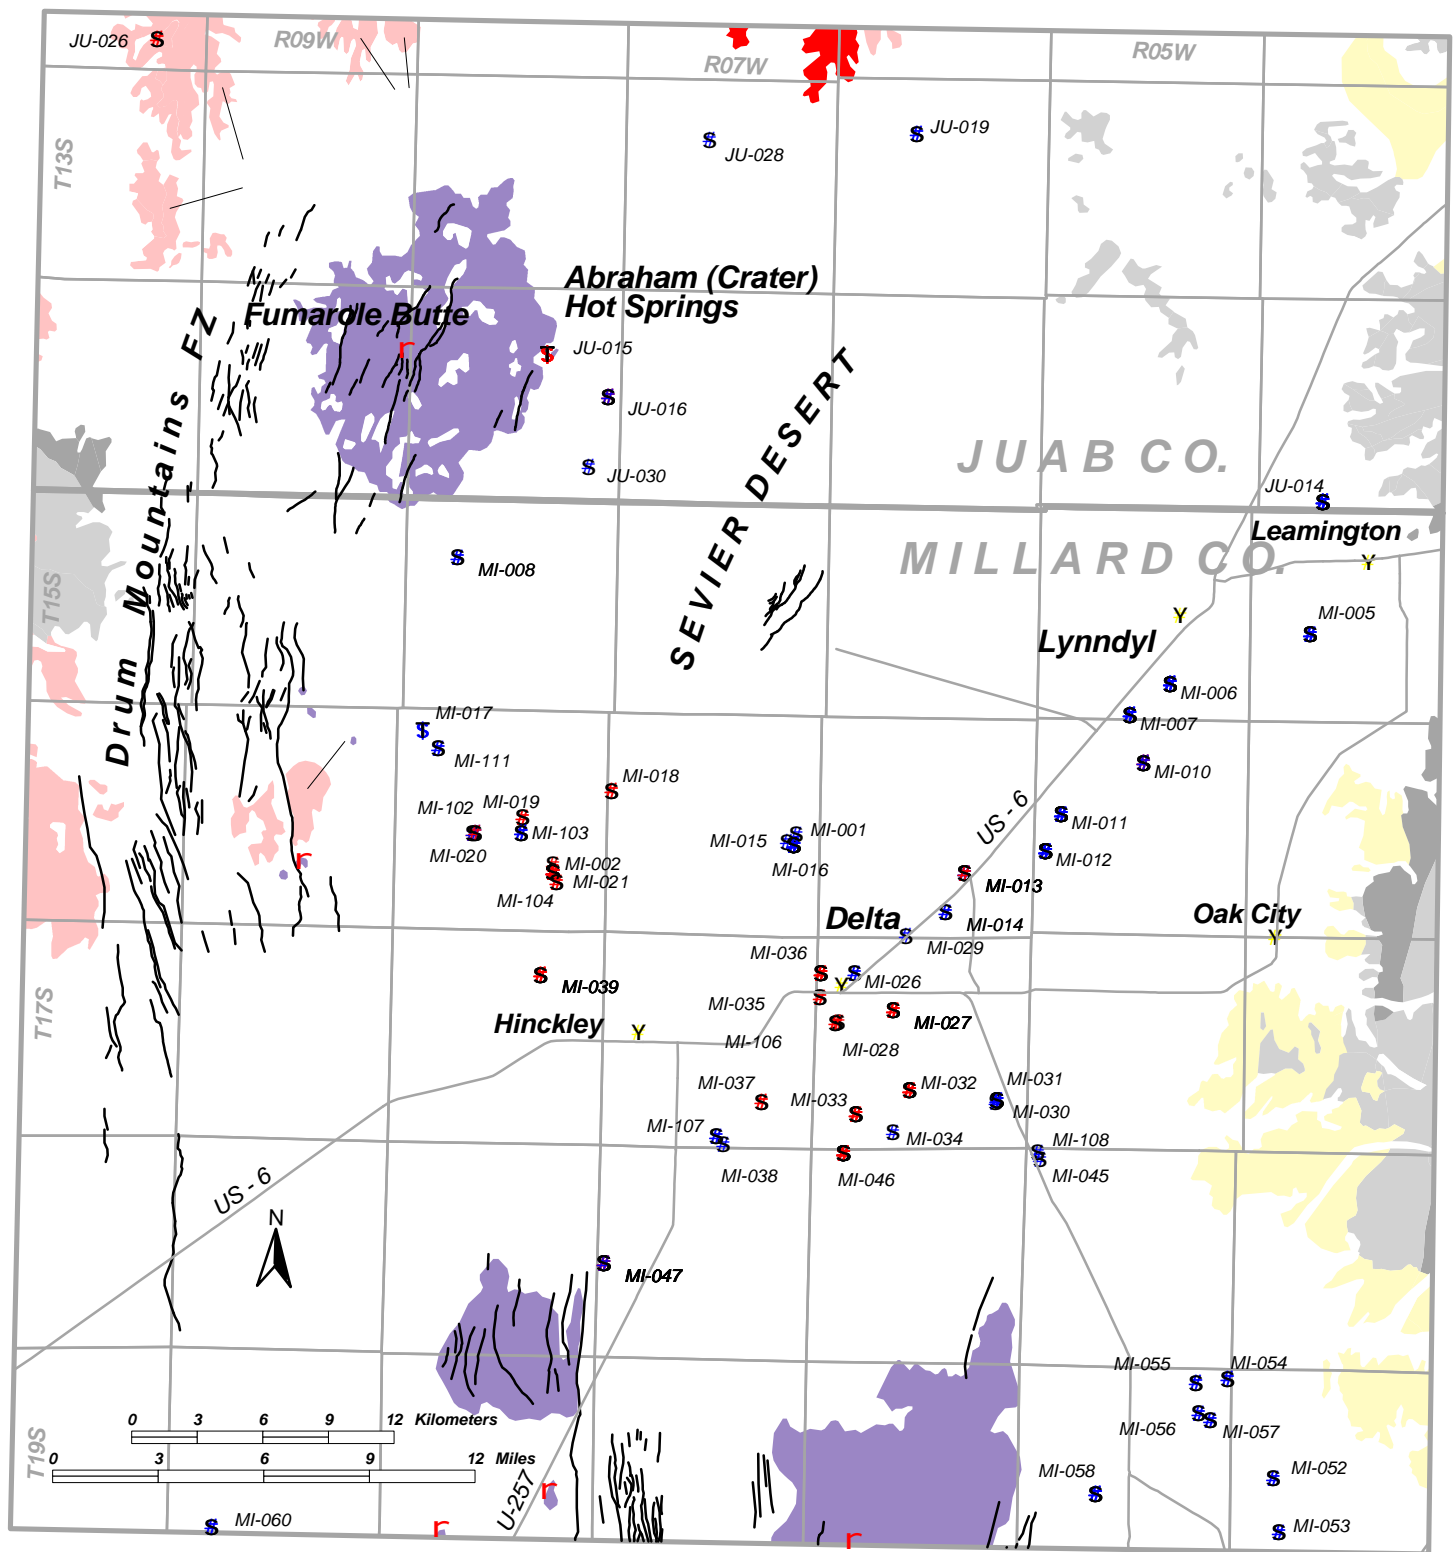 JU-026
R09W
R07W
R05W
T13S
JU-028
JU-019
Abraham (Crater)
Hot Springs
Fumarole Butte
JU-015
JU-016
JU-030
Drum Mountains FZ
SEVIER DESERT
JUAB CO.
JU-014
Leamington
MILLARD CO.
T15S
MI-008
MI-005
Lynndyl
MI-006
MI-007
MI-017
MI-111
MI-010
MI-018
MI-102
MI-019
MI-103
MI-020
MI-002
MI-021
MI-104
MI-015
MI-001
MI-016
US - 6
MI-011
MI-012
MI-013
MI-014
Delta
MI-029
Oak City
MI-036
MI-026
MI-039
MI-035
T17S
Hinckley
MI-106
MI-027
MI-028
MI-037
MI-033
MI-032
MI-031
MI-030
MI-107
MI-034
MI-108
MI-038
MI-046
MI-045
US - 6
N
MI-047
MI-055
MI-054
MI-056
MI-057
0 3 6 9 12 Kilometers
0 3 6 9 12 Miles
T19S
U-257
MI-058
MI-052
MI-060
MI-053